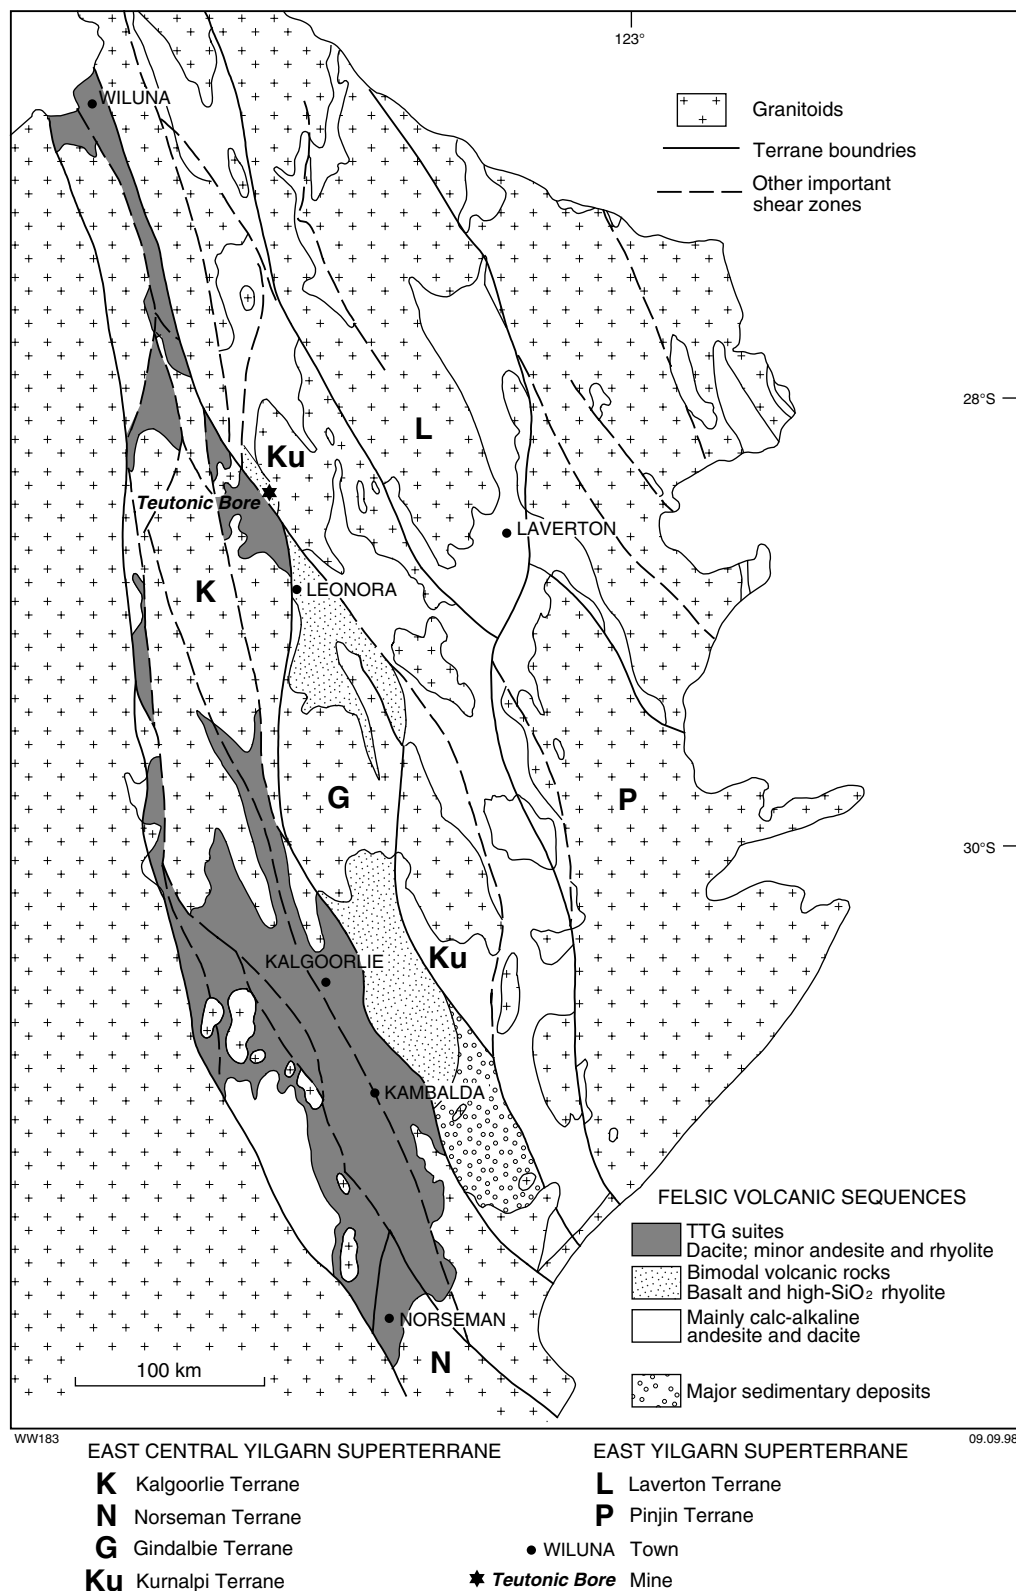 123°
WILUNA
Granitoids
Terrane boundries
Other important
shear zones
28°S
L
Ku
Teutonic Bore
LAVERTON
K
LEONORA
G
P
30°S
Ku
KALGOORLIE
KAMBALDA
FELSIC VOLCANIC SEQUENCES
TTG suites
Dacite; minor andesite and rhyolite
Bimodal volcanic rocks
Basalt and high-SiO₂ rhyolite
Mainly calc-alkaline
andesite and dacite
NORSEMAN
N
100 km
Major sedimentary deposits
WW183
09.09.98
EAST CENTRAL YILGARN SUPERTERRANE
K Kalgoorlie Terrane
N Norseman Terrane
G Gindalbie Terrane
Ku Kurnalpi Terrane
EAST YILGARN SUPERTERRANE
L Laverton Terrane
P Pinjin Terrane
WILUNA Town
Teutonic Bore Mine